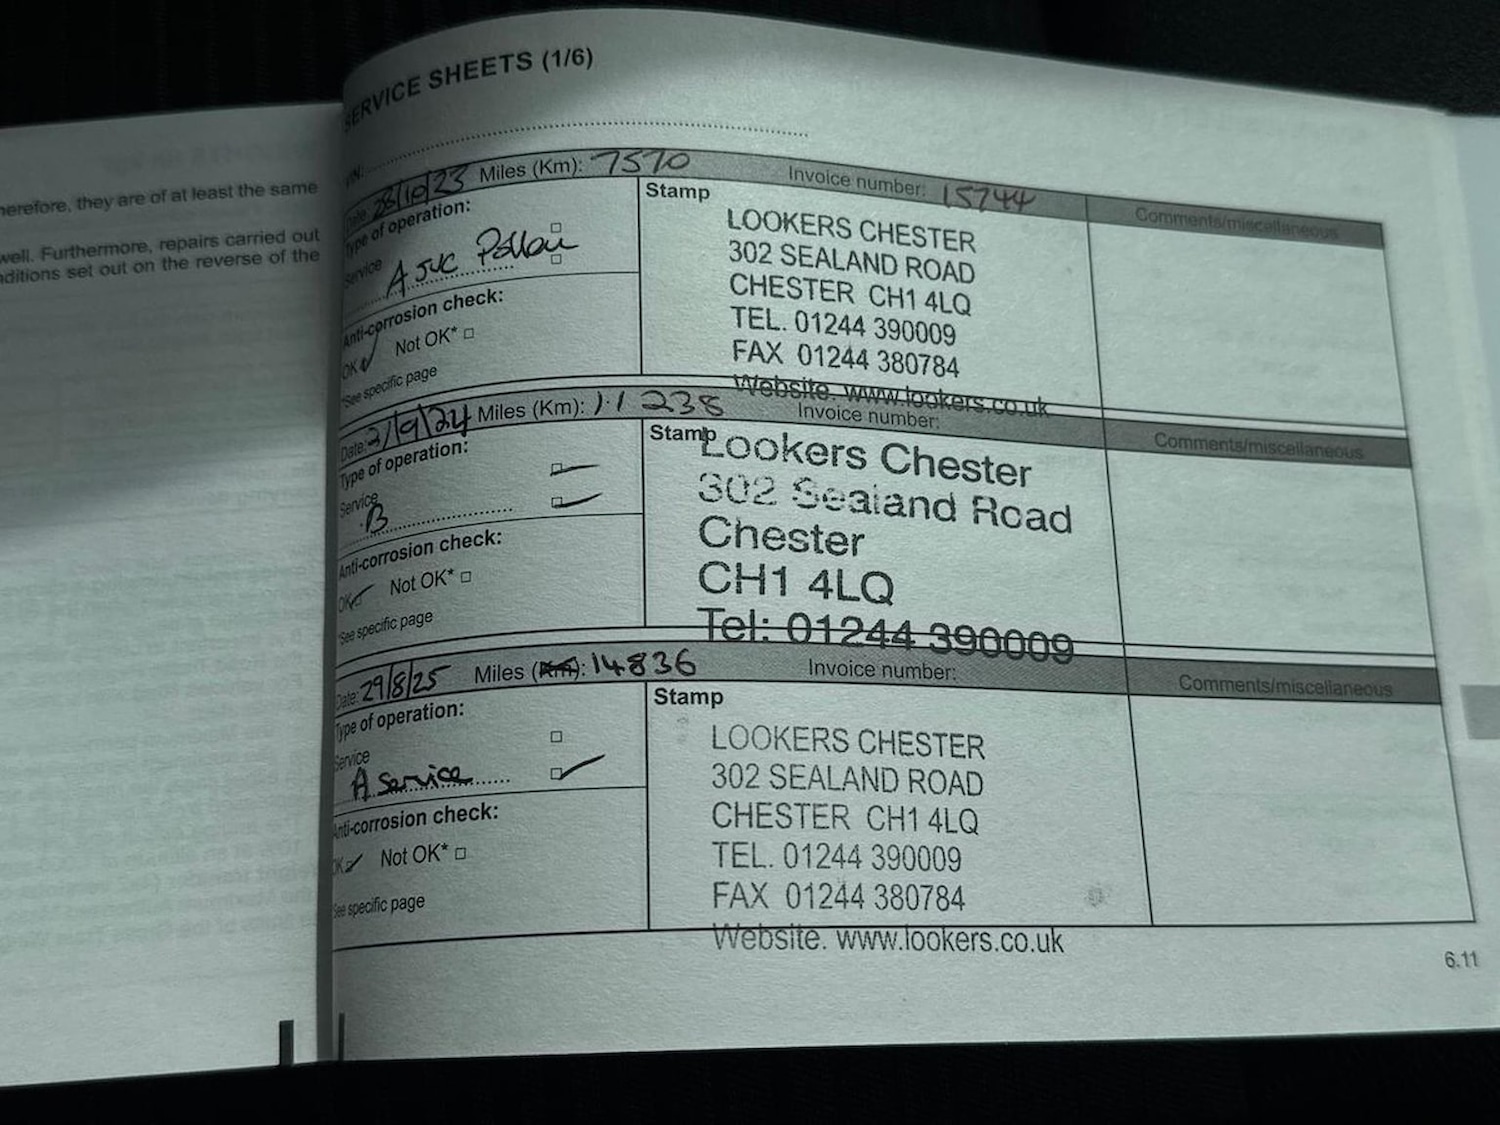 SERVICE SHEETS (1/6)
VIN:
Date: 28/10/23 Miles (Km): 7570 Invoice number: 15744 Comments/miscellaneous
Type of operation:
Service
A svc Pollen
Anti-corrosion check:
OK Not OK*
*See specific page
Stamp
LOOKERS CHESTER
302 SEALAND ROAD
CHESTER CH1 4LQ
TEL. 01244 390009
FAX 01244 380784
Website. www.lookers.co.uk
Date: 2/9/24 Miles (Km): 11238 Invoice number: Comments/miscellaneous
Type of operation:
Service
B
Anti-corrosion check:
OK Not OK*
*See specific page
Stamp
Lookers Chester
302 Sealand Road
Chester
CH1 4LQ
Tel: 01244 390009
Date: 29/8/25 Miles (Km): 14836 Invoice number: Comments/miscellaneous
Type of operation:
Service
A Service
Anti-corrosion check:
OK Not OK*
*See specific page
Stamp
LOOKERS CHESTER
302 SEALAND ROAD
CHESTER CH1 4LQ
TEL. 01244 390009
FAX 01244 380784
Website. www.lookers.co.uk
6.11
herefore, they are of at least the same
well. Furthermore, repairs carried out
nditions set out on the reverse of the